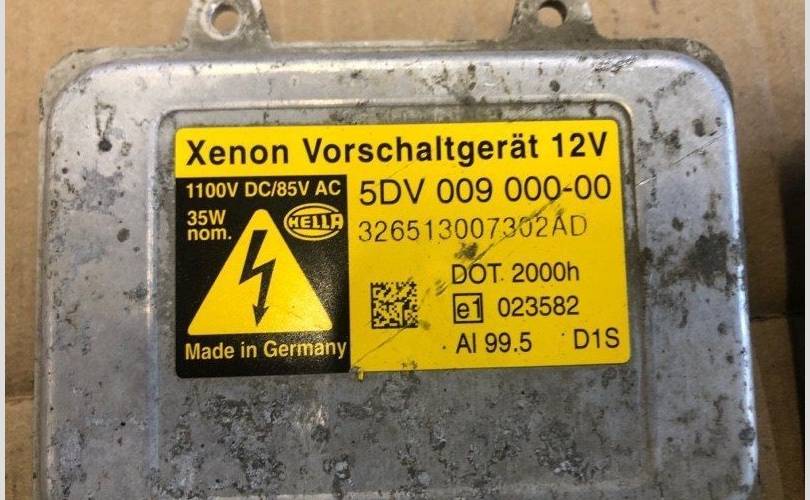 Xenon Vorschaltgerät 12V
1100V DC/85V AC
35W
nom.
HELLA
Made in Germany
5DV 009 000-00
326513007302AD
DOT 2000h
e1 023582
Al 99.5 D1S